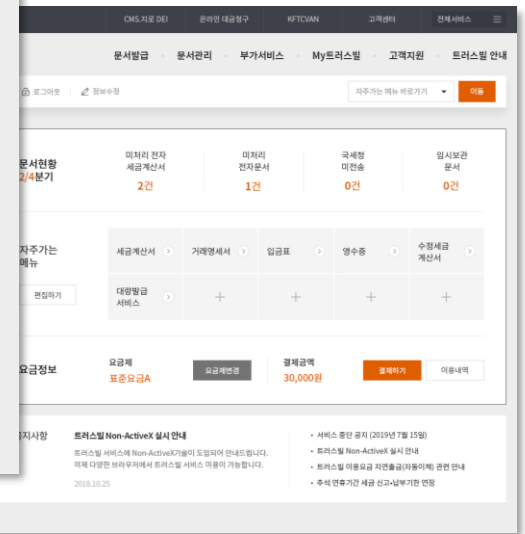 CMS.지로 DEI 온라인 대금청구 KFTCVAN 고객센터 전체서비스
문서발급 문서관리 부가서비스 My트러스빌 고객지원 트러스빌 안내
로그아웃 정보수정 자주가는 메뉴 바로가기 이동
문서현황
2/4분기
미처리 전자
세금계산서
2건
미처리
전자문서
1건
국세청
미전송
0건
임시보관
문서
0건
자주가는
메뉴
편집하기
세금계산서 거래명세서 입금표 영수증 수정세금
계산서
대량발급
서비스
요금정보
요금제
표준요금A
요금제변경
결제금액
30,000원
결제하기 이용내역
지사항
트러스빌 Non-ActiveX 실시 안내
트러스빌 서비스에 Non-ActiveX기술이 도입되어 안내드립니다.
이제 다양한 브라우저에서 트러스빌 서비스 이용이 가능합니다.
2018.10.25
• 서비스 중단 공지 (2019년 7월 15일)
• 트러스빌 Non-ActiveX 실시 안내
• 트러스빌 이용요금 지연출금(자동이체) 관련 안내
• 추석 연휴기간 세금 신고•납부기한 연장